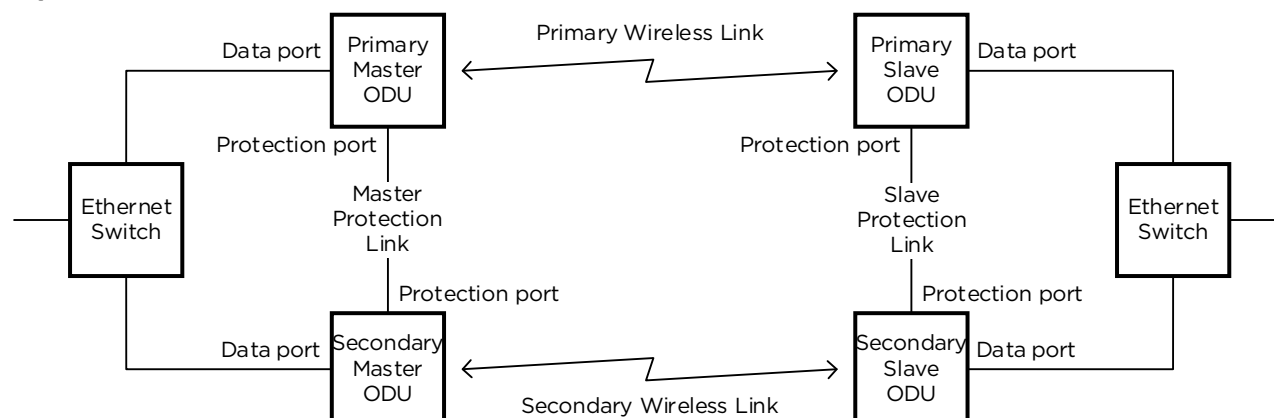 Primary Wireless Link
Data port
Primary
Master
ODU
Primary
Slave
ODU
Data port
Protection port
Protection port
Ethernet
Switch
Master
Protection
Link
Slave
Protection
Link
Ethernet
Switch
Protection port
Protection port
Data port
Secondary
Master
ODU
Secondary
Slave
ODU
Data port
Secondary Wireless Link